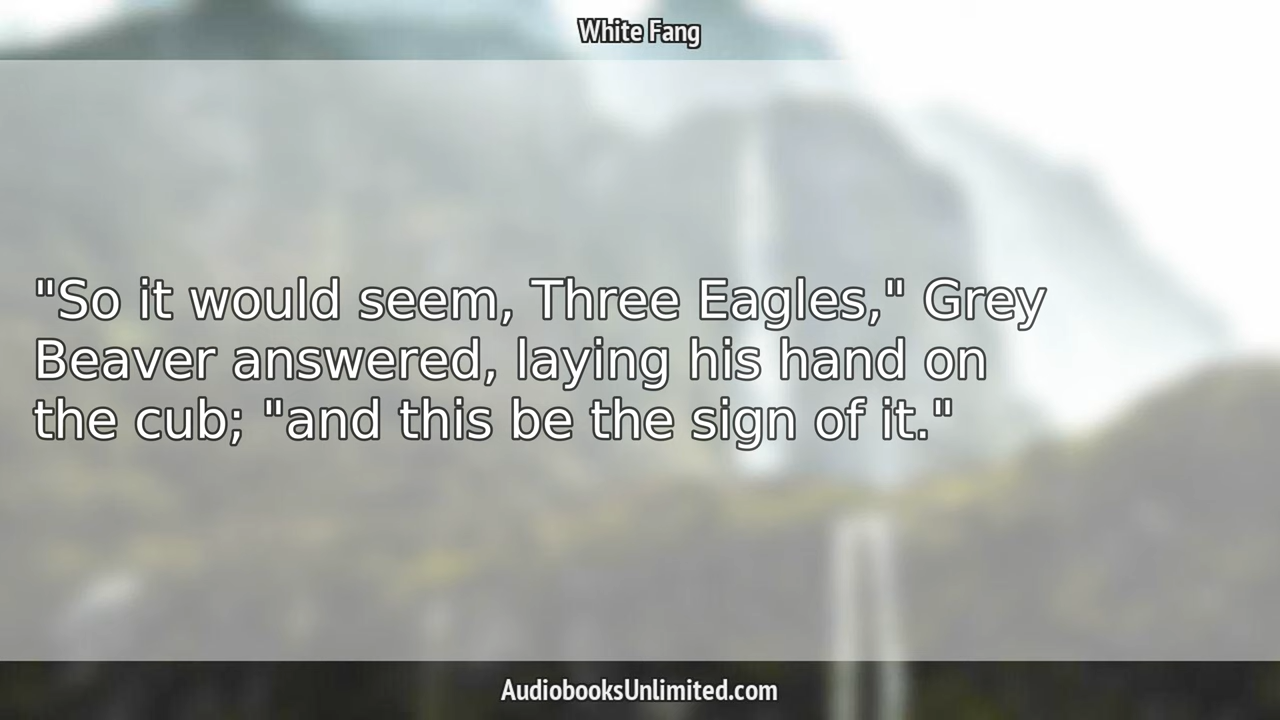 White Fang
"So it would seem, Three Eagles," Grey
Beaver answered, laying his hand on
the cub; "and this be the sign of it."
AudiobooksUnlimited.com